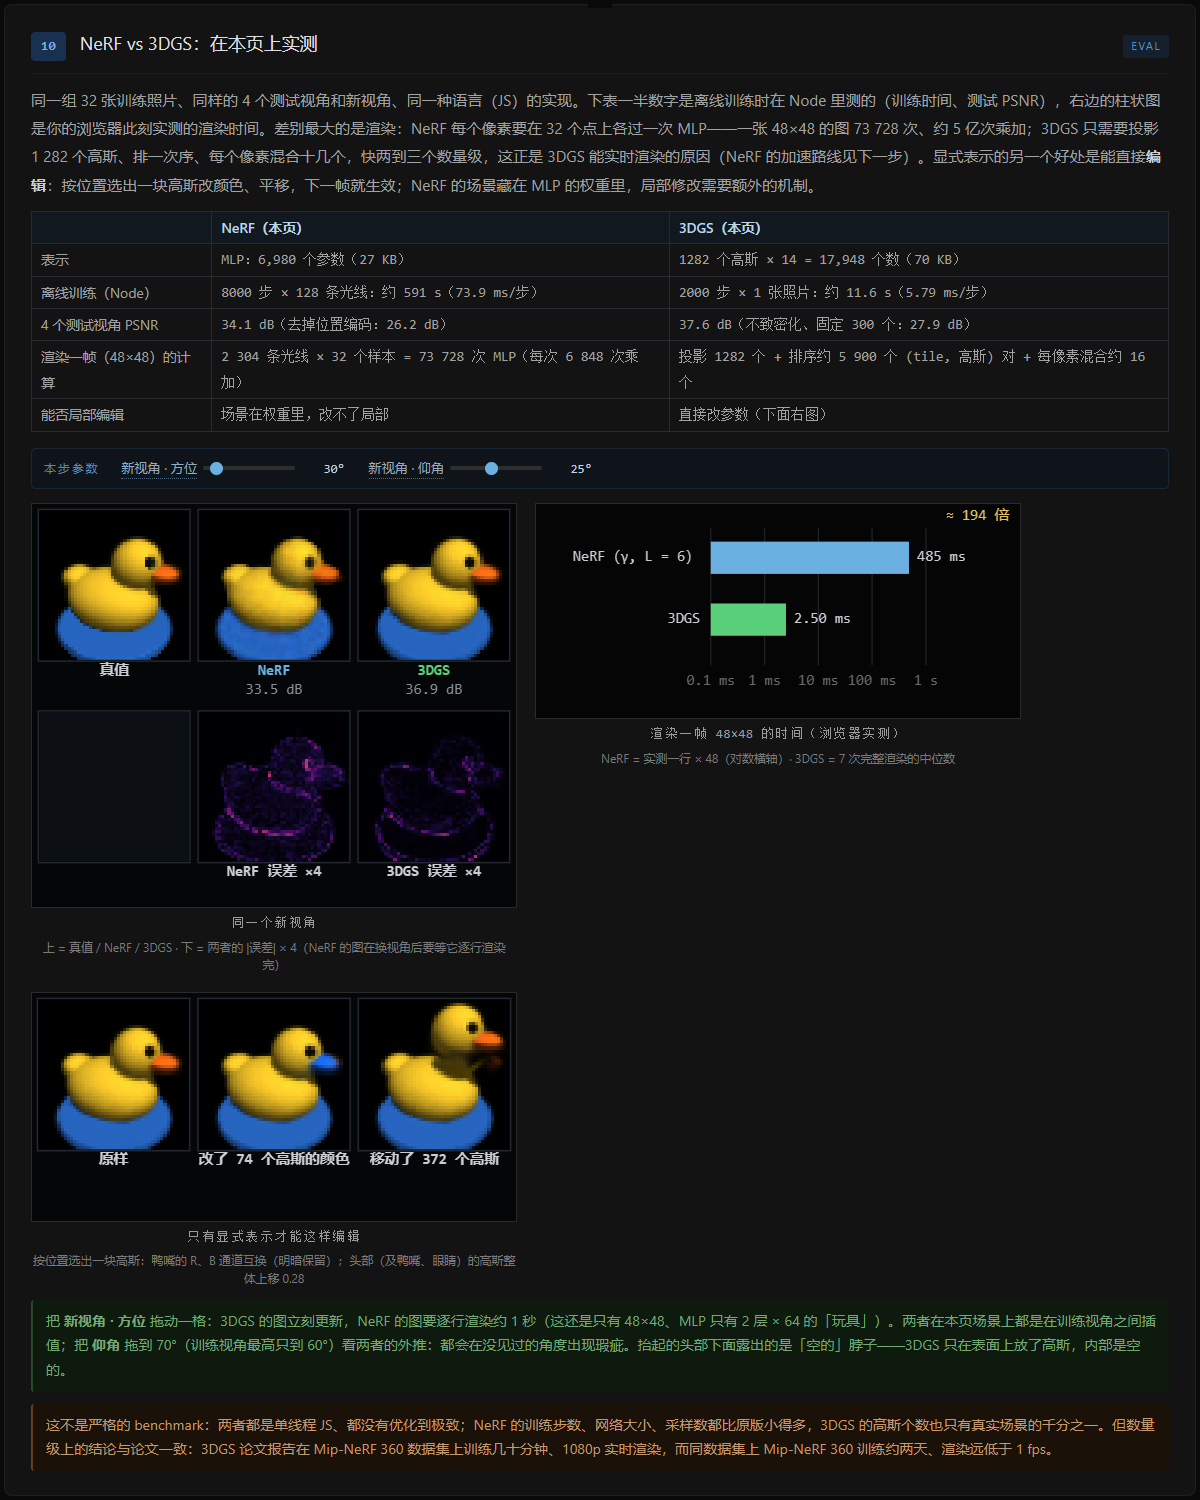 10 NeRF vs 3DGS：在本页上实测 EVAL
同一组 32 张训练照片、同样的 4 个测试视角和新视角、同一种语言（JS）的实现。下表一半数字是离线训练时在 Node 里测的（训练时间、测试 PSNR），右边的柱状图
是你的浏览器此刻实测的渲染时间。差别最大的是渲染：NeRF 每个像素要在 32 个点上各过一次 MLP——一张 48×48 的图 73 728 次、约 5 亿次乘加；3DGS 只需要投影
1 282 个高斯、排一次序、每个像素混合十几个，快两到三个数量级，这正是 3DGS 能实时渲染的原因（NeRF 的加速路线见下一步）。显式表示的另一个好处是能直接编
辑：按位置选出一块高斯改颜色、平移，下一帧就生效；NeRF 的场景藏在 MLP 的权重里，局部修改需要额外的机制。
NeRF（本页） 3DGS（本页）
表示 MLP：6,980 个参数（27 KB） 1282 个高斯 × 14 = 17,948 个数（70 KB）
离线训练（Node） 8000 步 × 128 条光线：约 591 s（73.9 ms/步） 2000 步 × 1 张照片：约 11.6 s（5.79 ms/步）
4 个测试视角 PSNR 34.1 dB（去掉位置编码：26.2 dB） 37.6 dB（不致密化、固定 300 个：27.9 dB）
渲染一帧（48×48）的计 2 304 条光线 × 32 个样本 = 73 728 次 MLP（每次 6 848 次乘 投影 1282 个 + 排序约 5 900 个 (tile, 高斯) 对 + 每像素混合约 16
算 加） 个
能否局部编辑 场景在权重里，改不了局部 直接改参数（下面右图）
本步参数 新视角 · 方位 30° 新视角 · 仰角 25°
真值 NeRF 3DGS
33.5 dB 36.9 dB
NeRF 误差 ×4 3DGS 误差 ×4
同一个新视角
上 = 真值 / NeRF / 3DGS · 下 = 两者的 |误差| × 4（NeRF 的图在换视角后要等它逐行渲染
完）
≈ 194 倍
NeRF (γ, L = 6) 485 ms
3DGS 2.50 ms
0.1 ms 1 ms 10 ms 100 ms 1 s
渲染一帧 48×48 的时间（浏览器实测）
NeRF = 实测一行 × 48（对数横轴）· 3DGS = 7 次完整渲染的中位数
原样 改了 74 个高斯的颜色 移动了 372 个高斯
只有显式表示才能这样编辑
按位置选出一块高斯：鸭嘴的 R、B 通道互换（明暗保留）；头部（及鸭嘴、眼睛）的高斯整
体上移 0.28
把 新视角 · 方位 拖动一格：3DGS 的图立刻更新，NeRF 的图要逐行渲染约 1 秒（这还是只有 48×48、MLP 只有 2 层 × 64 的「玩具」）。两者在本页场景上都是在训练视角之间插
值；把 仰角 拖到 70°（训练视角最高只到 60°）看两者的外推：都会在没见过的角度出现瑕疵。抬起的头部下面露出的是「空的」脖子——3DGS 只在表面上放了高斯，内部是空
的。
这不是严格的 benchmark：两者都是单线程 JS、都没有优化到极致；NeRF 的训练步数、网络大小、采样数都比原版小得多，3DGS 的高斯个数也只有真实场景的千分之一。但数量
级上的结论与论文一致：3DGS 论文报告在 Mip-NeRF 360 数据集上训练几十分钟、1080p 实时渲染，而同数据集上 Mip-NeRF 360 训练约两天、渲染远低于 1 fps。